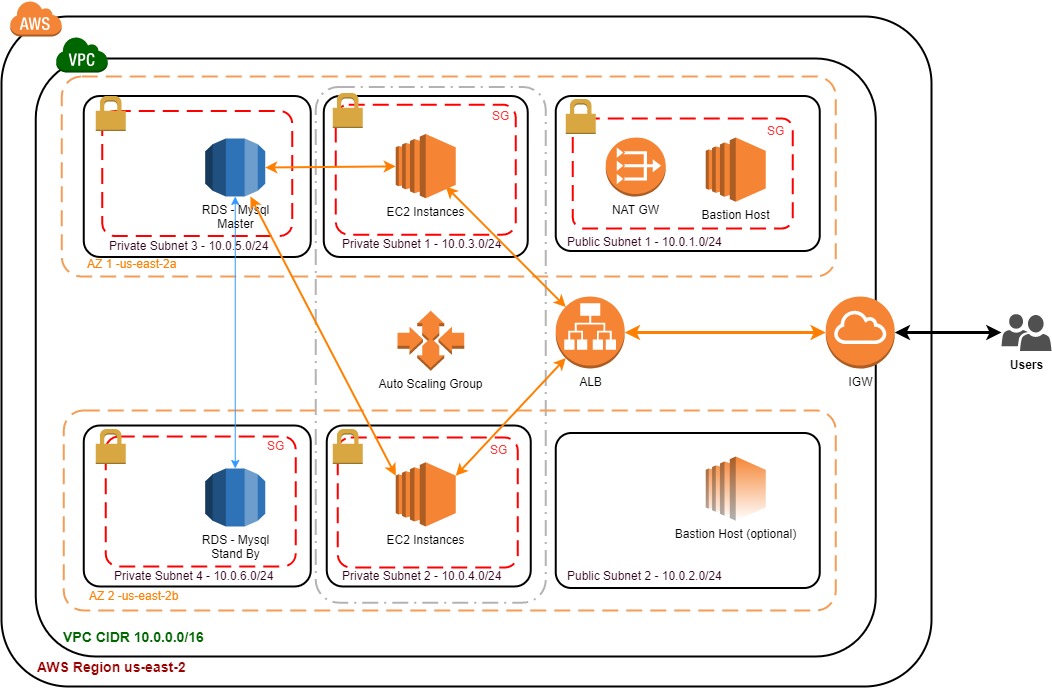 AWS
VPC
SG
SG
RDS - Mysql
Master
EC2 Instances
NAT GW
Bastion Host
Private Subnet 3 - 10.0.5.0/24
Private Subnet 1 - 10.0.3.0/24
Public Subnet 1 - 10.0.1.0/24
AZ 1 -us-east-2a
Auto Scaling Group
ALB
IGW
Users
SG
SG
RDS - Mysql
Stand By
EC2 Instances
Bastion Host (optional)
Private Subnet 4 - 10.0.6.0/24
Private Subnet 2 - 10.0.4.0/24
Public Subnet 2 - 10.0.2.0/24
AZ 2 -us-east-2b
VPC CIDR 10.0.0.0/16
AWS Region us-east-2